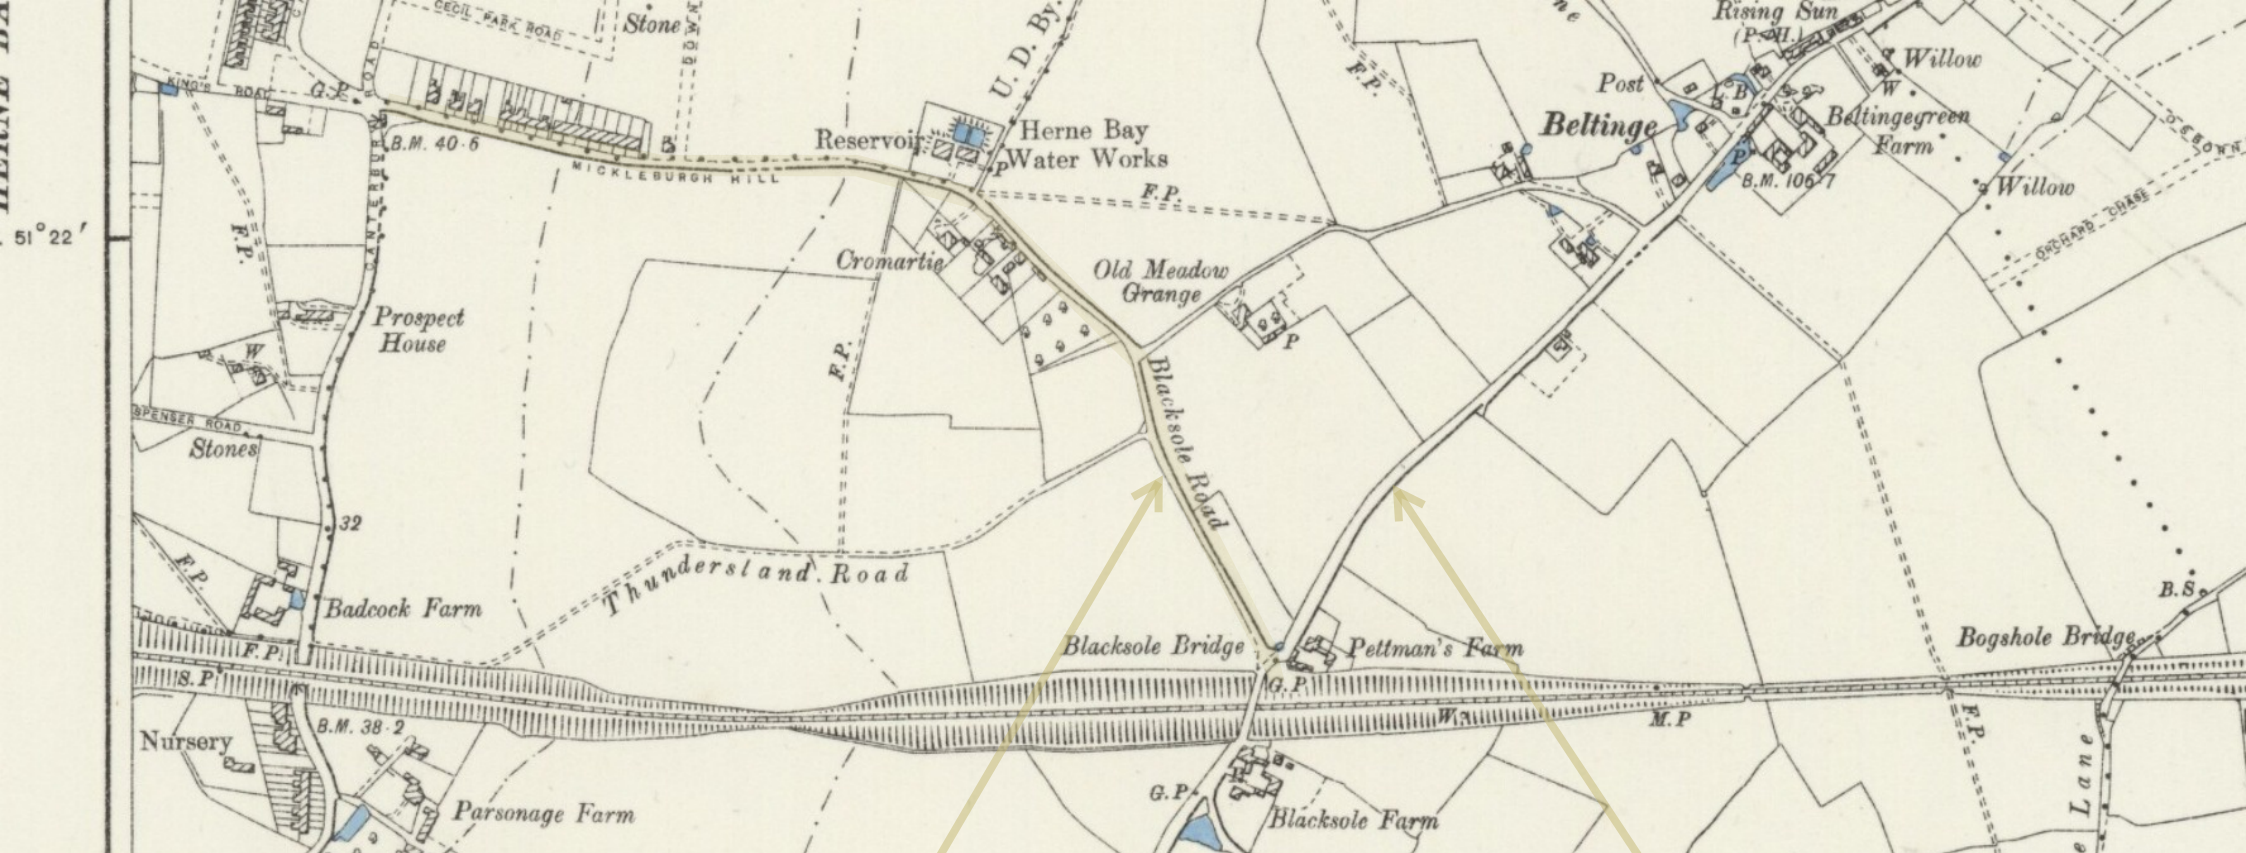 HERNE BA
51°22′
CECIL PARK ROAD
Stone
DOWN
U. D. By.
F.P.
Rising Sun
(P. H.)
Willow
Post
L B
W
Beltinge
Beltingegreen
Farm
P
B.M. 106·7
Willow
ORCHARD CHASE
KING'S ROAD
G.P.
ROAD
B.M. 40·6
MICKLEBURGH HILL
Reservoir
Herne Bay
Water Works
P
F.P.
CANTERBURY
F.P.
Cromartie
Old Meadow
Grange
P
Prospect
House
W
F.P.
Blacksole Road
SPENSER ROAD
Stones
32
F.P.
Thundersland Road
B.S.
Badcock Farm
F.P.
S.P.
Blacksole Bridge
Pettman's Farm
G.P.
Bogshole Bridge
W
M.P
F.P.
Nursery
B.M. 38·2
Parsonage Farm
G.P.
Blacksole Farm
Lane